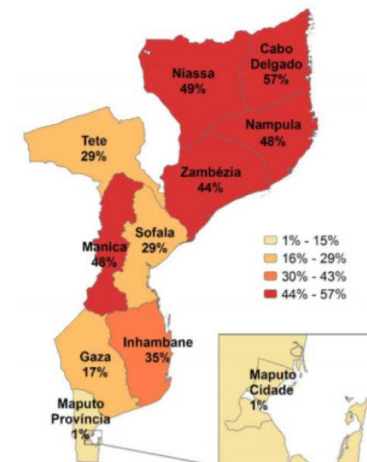 Cabo
Delgado
57%
Niassa
49%
Nampula
48%
Tete
29%
Zambézia
44%
Sofala
29%
Manica
48%
1% - 15%
16% - 29%
30% - 43%
44% - 57%
Inhambane
35%
Gaza
17%
Maputo
Cidade
1%
Maputo
Província
1%